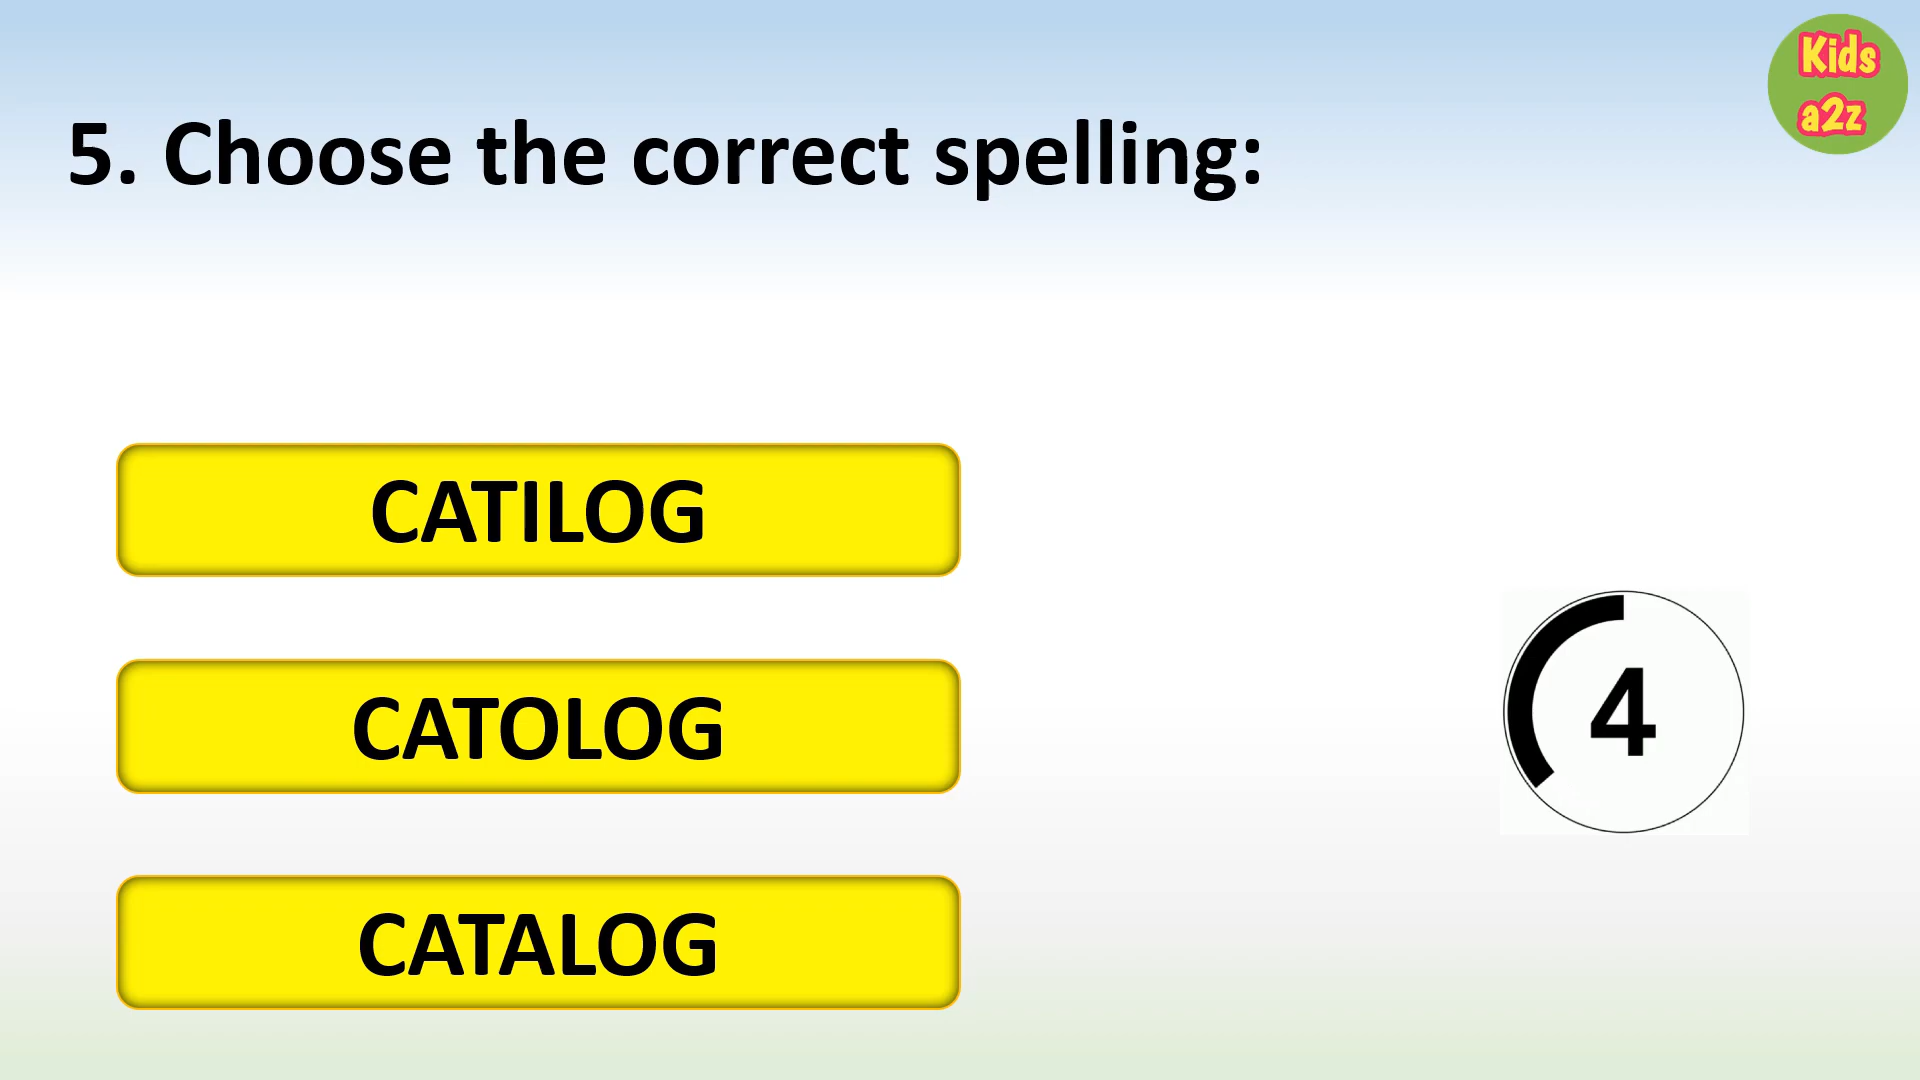 Kids
a2z
5. Choose the correct spelling:
CATILOG
CATOLOG
4
CATALOG